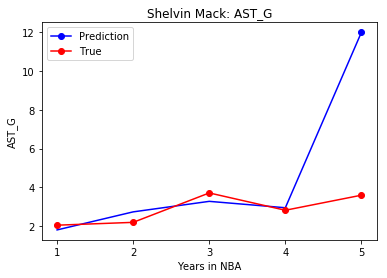 Shelvin Mack: AST_G
Prediction
True
12
10
8
6
4
2
AST_G
1 2 3 4 5
Years in NBA